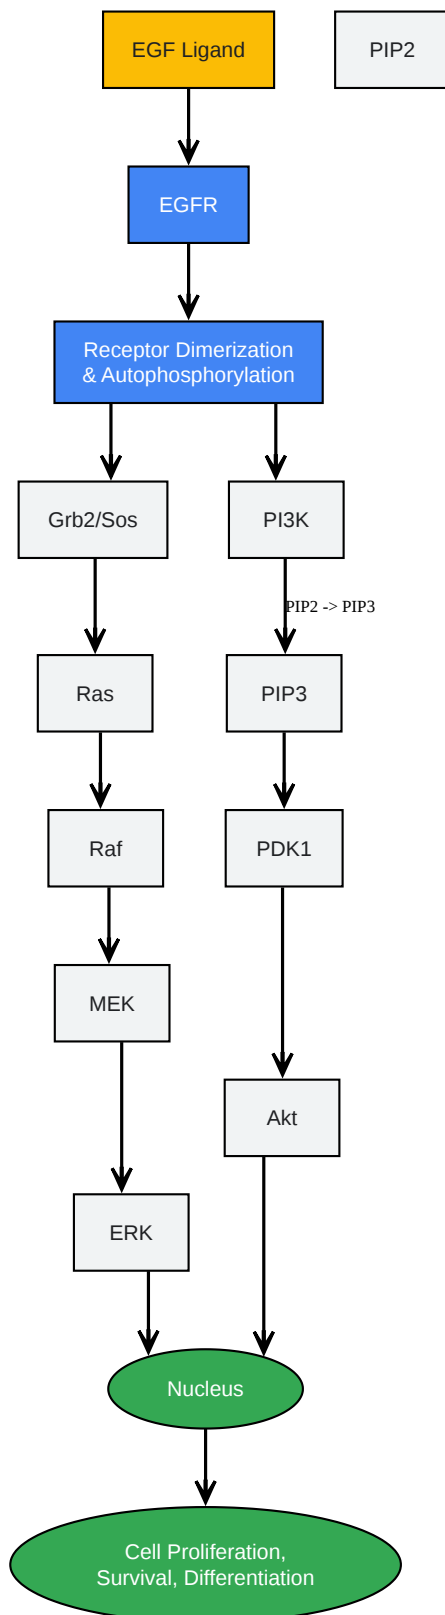 EGF Ligand
PIP2
EGFR
Receptor Dimerization
& Autophosphorylation
Grb2/Sos
PI3K
PIP2 -> PIP3
Ras
PIP3
Raf
PDK1
MEK
Akt
ERK
Nucleus
Cell Proliferation,
Survival, Differentiation